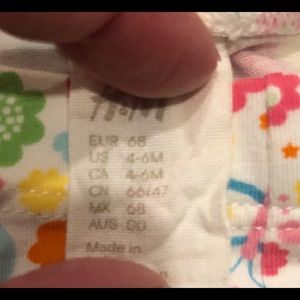 H&M
EUR 68
US 4-6M
CA 4-6M
CN 66/47
MX 68
AUS 00
Made in